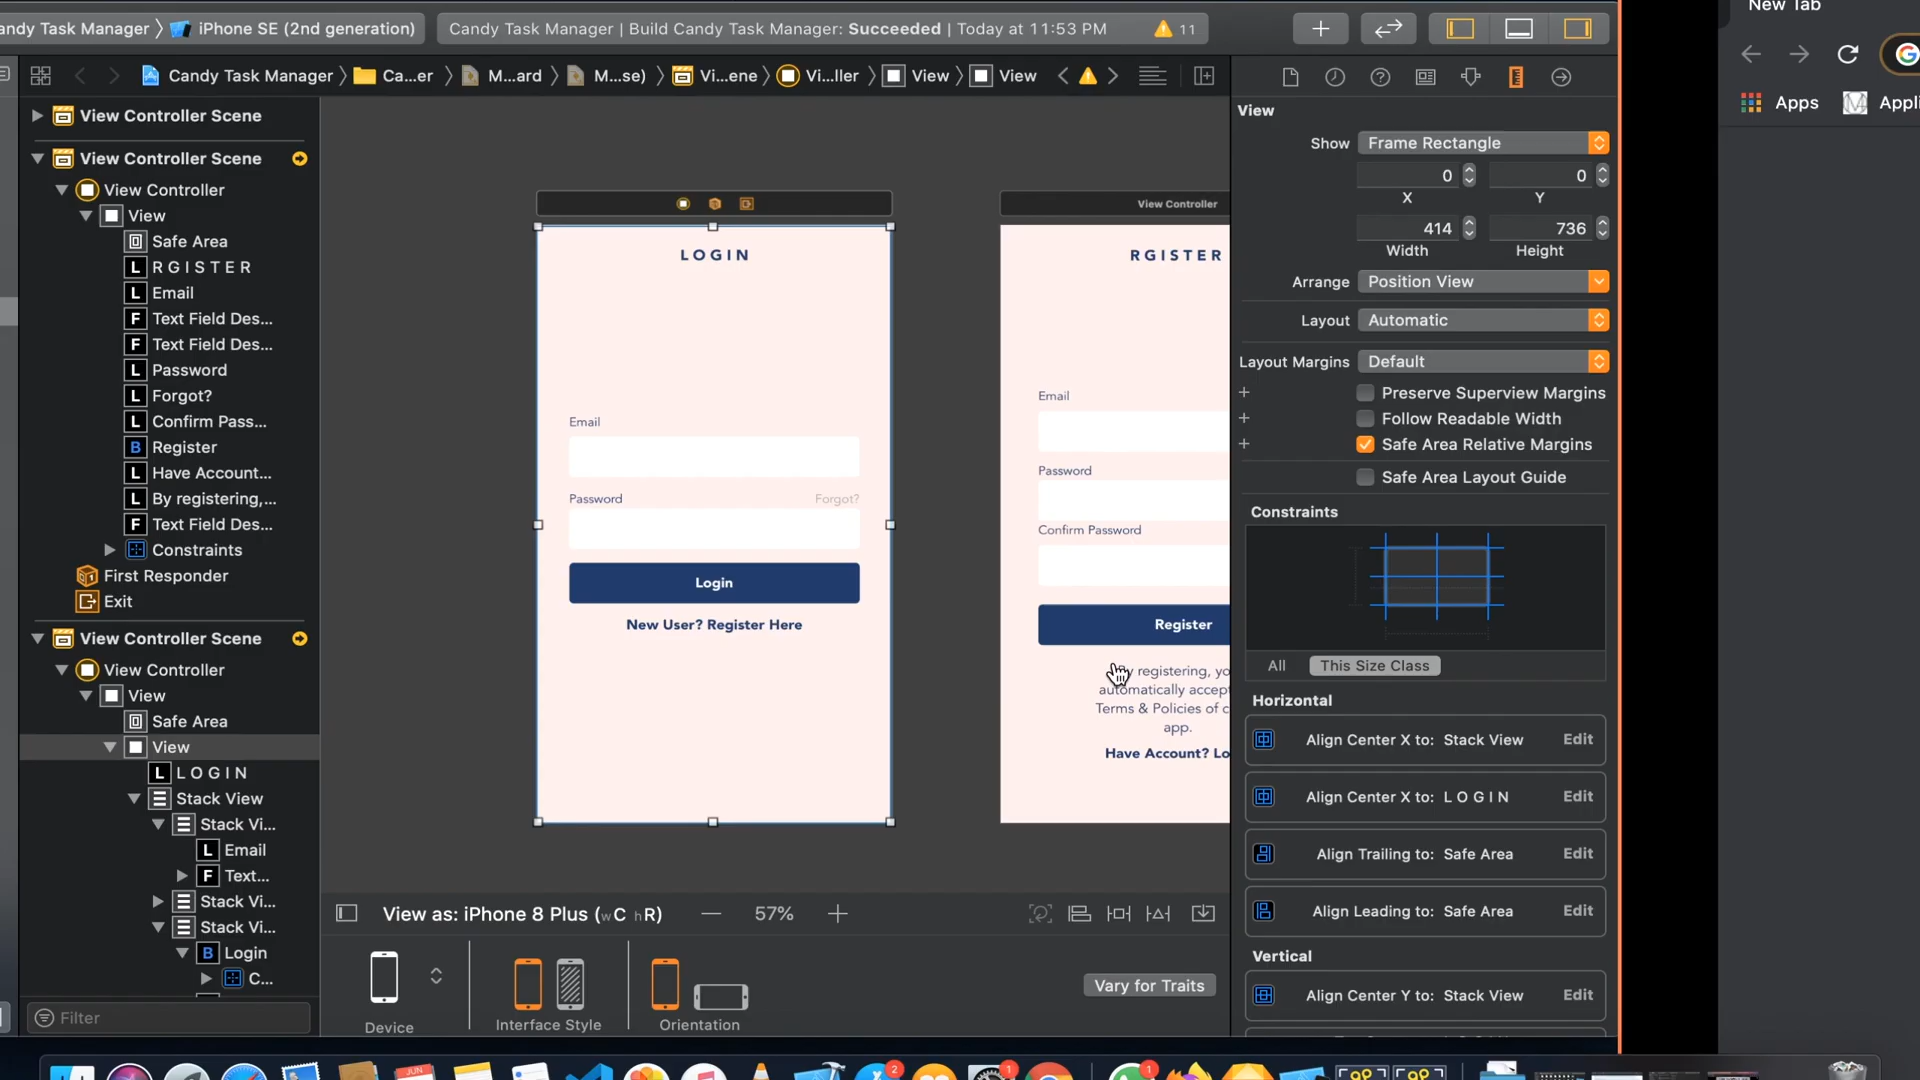 andy Task Manager
iPhone SE (2nd generation)
Candy Task Manager | Build Candy Task Manager: Succeeded | Today at 11:53 PM
11
New Tab
Candy Task Manager
Ca...er
M...ard
M...se)
Vi...ene
Vi...ller
View
View
Apps
Appli
View Controller Scene
View Controller Scene
View Controller
View
Safe Area
R G I S T E R
Email
Text Field Des...
Text Field Des...
Password
Forgot?
Confirm Pass...
Register
Have Account...
By registering,...
Text Field Des...
Constraints
First Responder
Exit
View Controller Scene
View Controller
View
Safe Area
View
L O G I N
Stack View
Stack Vi...
Email
Text...
Stack Vi...
Stack Vi...
Login
C...
Filter
L O G I N
Email
Password
Forgot?
Login
New User? Register Here
View Controller
R G I S T E R
Email
Password
Confirm Password
Register
By registering, yo
automatically accept
Terms & Policies of c
app.
Have Account? Lo
View as: iPhone 8 Plus (wC hR)
57%
Device
Interface Style
Orientation
Vary for Traits
View
Show
Frame Rectangle
0
0
X
Y
414
736
Width
Height
Arrange
Position View
Layout
Automatic
Layout Margins
Default
Preserve Superview Margins
Follow Readable Width
Safe Area Relative Margins
Safe Area Layout Guide
Constraints
All
This Size Class
Horizontal
Align Center X to: Stack View
Edit
Align Center X to: L O G I N
Edit
Align Trailing to: Safe Area
Edit
Align Leading to: Safe Area
Edit
Vertical
Align Center Y to: Stack View
Edit
JUN
2
1
1